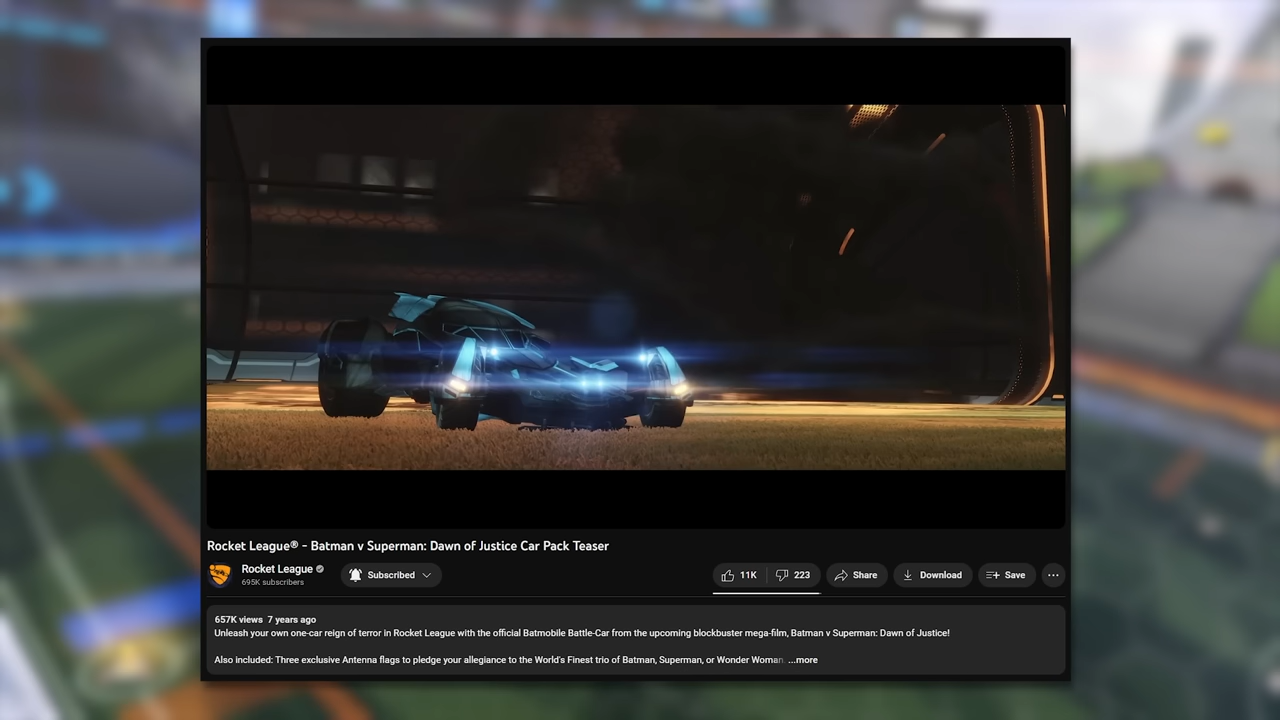 Rocket League® - Batman v Superman: Dawn of Justice Car Pack Teaser
Rocket League
695K subscribers
Subscribed
11K
223
Share
Download
Save
657K views 7 years ago
Unleash your own one-car reign of terror in Rocket League with the official Batmobile Battle-Car from the upcoming blockbuster mega-film, Batman v Superman: Dawn of Justice!
Also included: Three exclusive Antenna flags to pledge your allegiance to the World's Finest trio of Batman, Superman, or Wonder Woman. ...more